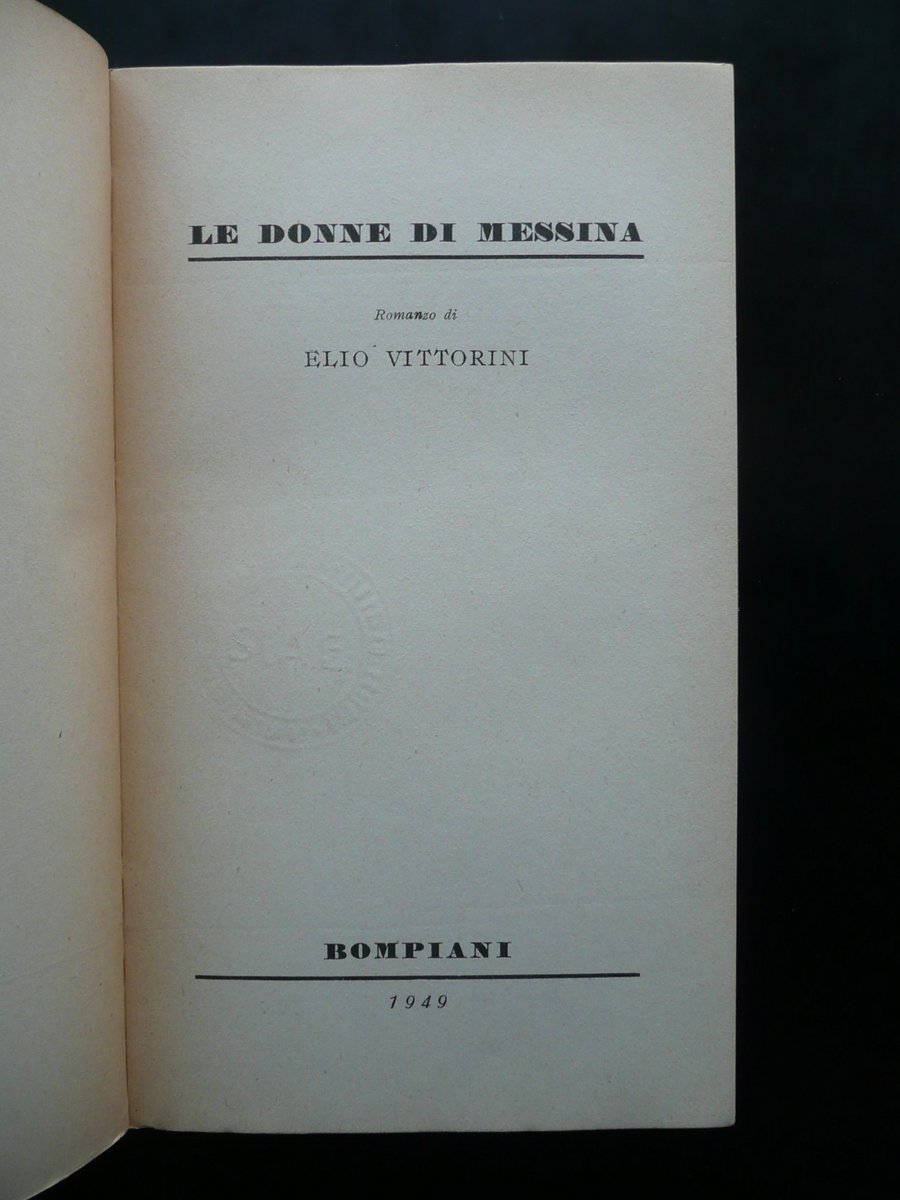 LE DONNE DI MESSINA
Romanzo di
ELIO VITTORINI
BOMPIANI
1949